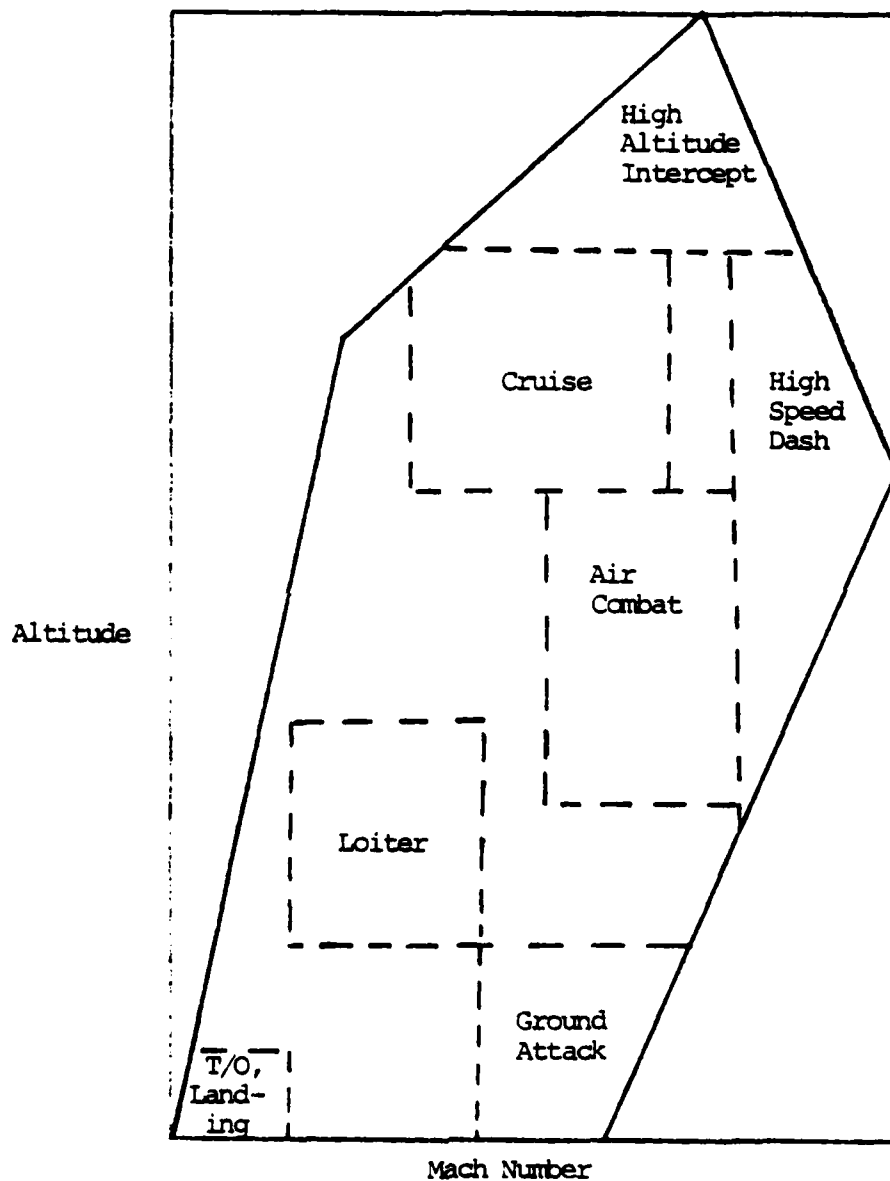 High
Altitude
Intercept
Cruise
High
Speed
Dash
Air
Combat
Altitude
Loiter
Ground
Attack
T/O,
Land-
ing
Mach Number